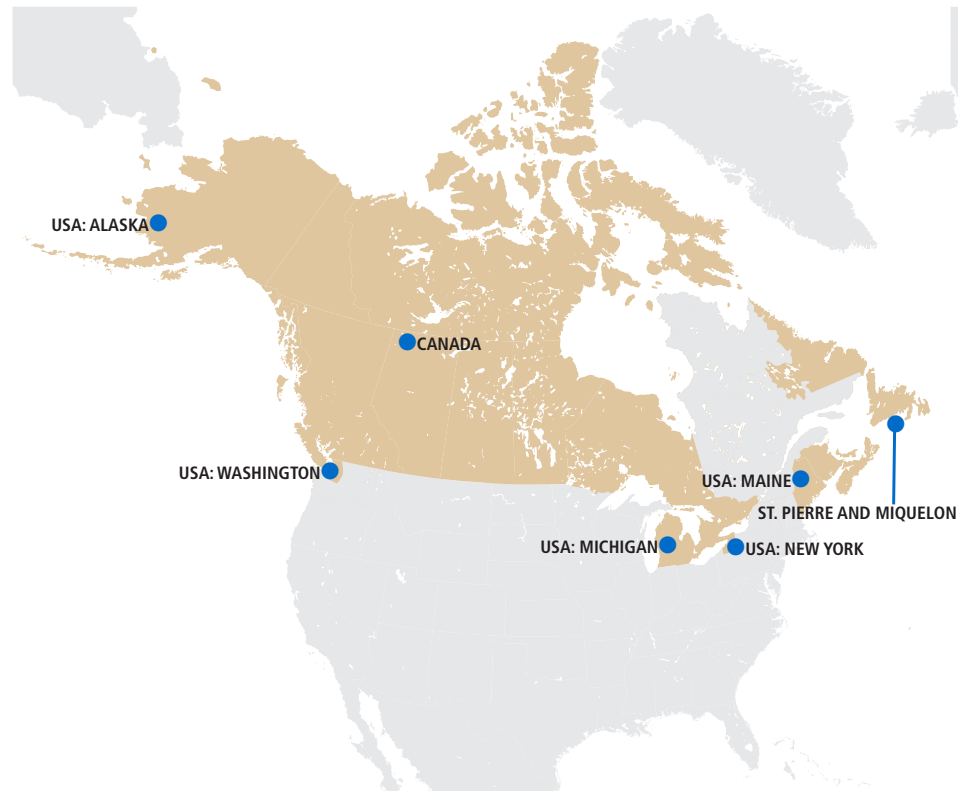 USA: ALASKA
CANADA
USA: WASHINGTON
USA: MAINE
ST. PIERRE AND MIQUELON
USA: MICHIGAN
USA: NEW YORK